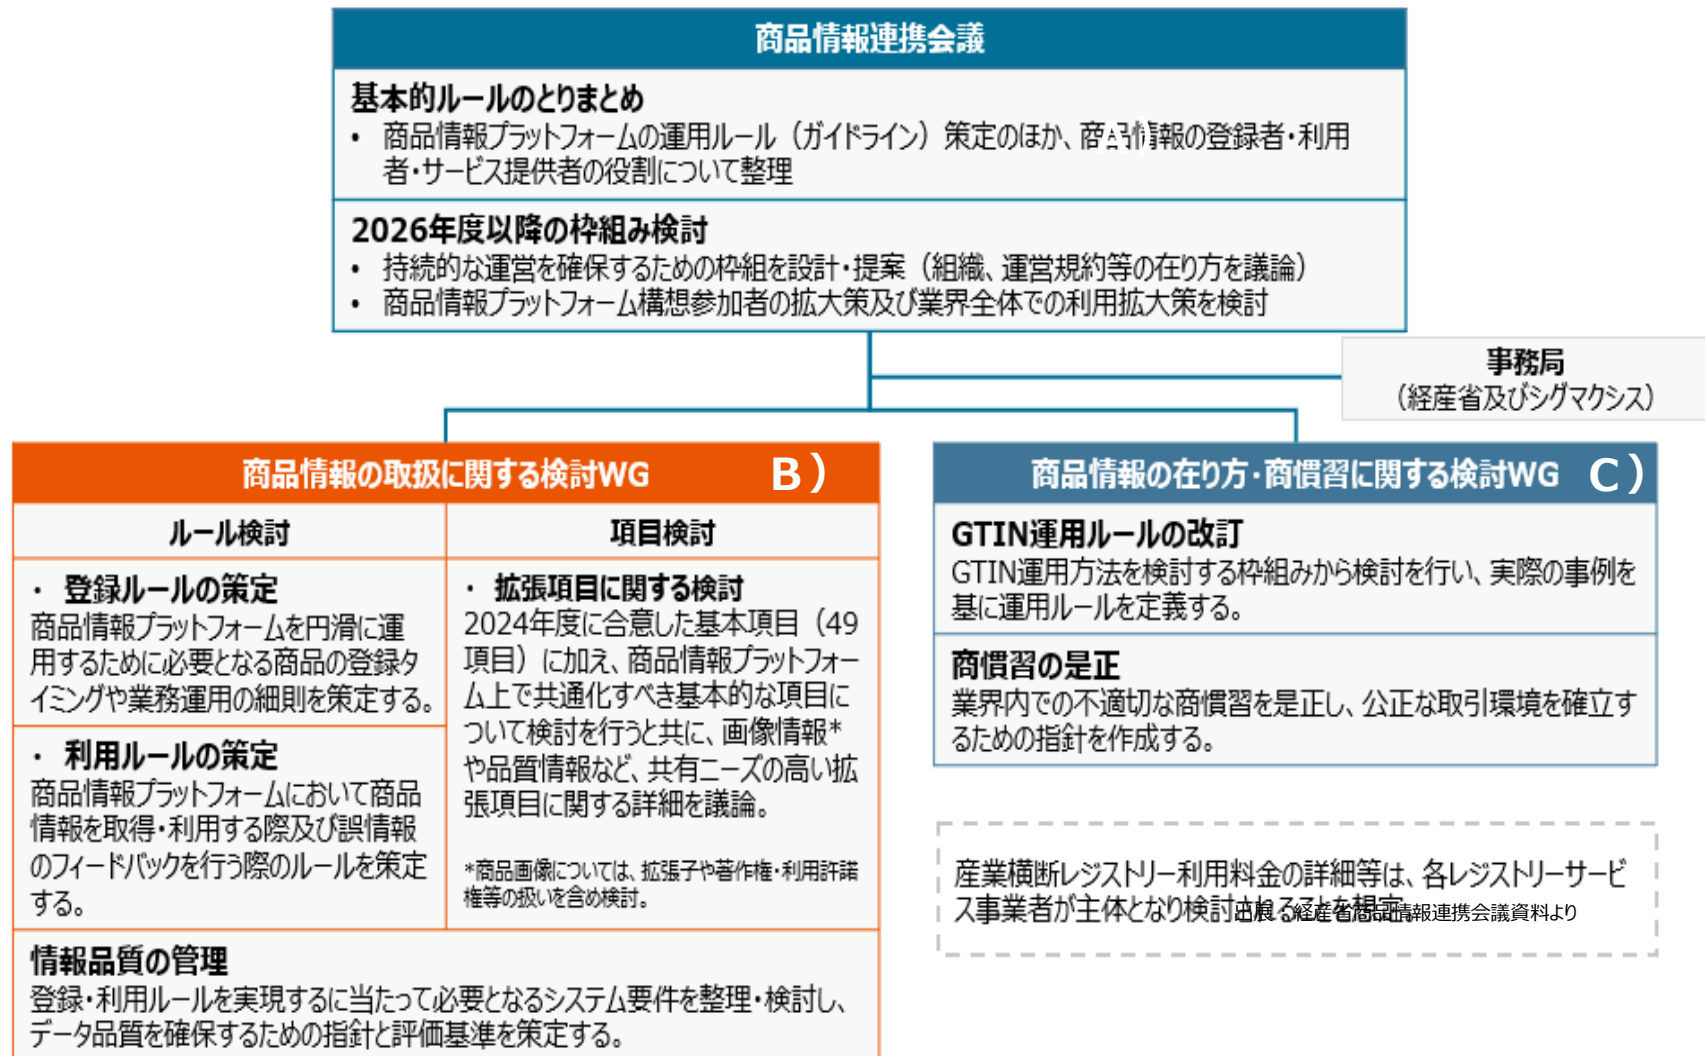 商品情報連携会議
基本的ルールのとりまとめ
• 商品情報プラットフォームの運用ルール（ガイドライン）策定のほか、商品情報の登録者・利用
者・サービス提供者の役割について整理
2026年度以降の枠組み検討
• 持続的な運営を確保するための枠組を設計・提案（組織、運営規約等の在り方を議論）
• 商品情報プラットフォーム構想参加者の拡大策及び業界全体での利用拡大策を検討
事務局
（経産省及びシグマクシス）
商品情報の取扱に関する検討WG B）
ルール検討
・ 登録ルールの策定
商品情報プラットフォームを円滑に運
用するために必要となる商品の登録タ
イミングや業務運用の細則を策定する。
・ 利用ルールの策定
商品情報プラットフォームにおいて商品
情報を取得・利用する際及び誤情報
のフィードバックを行う際のルールを策定
する。
項目検討
・ 拡張項目に関する検討
2024年度に合意した基本項目（49
項目）に加え、商品情報プラットフォー
ム上で共通化すべき基本的な項目に
ついて検討を行うと共に、画像情報*
や品質情報など、共有ニーズの高い拡
張項目に関する詳細を議論。
*商品画像については、拡張子や著作権・利用許諾
権等の扱いを含め検討。
情報品質の管理
登録・利用ルールを実現するに当たって必要となるシステム要件を整理・検討し、
データ品質を確保するための指針と評価基準を策定する。
商品情報の在り方・商慣習に関する検討WG C）
GTIN運用ルールの改訂
GTIN運用方法を検討する枠組みから検討を行い、実際の事例を
基に運用ルールを定義する。
商慣習の是正
業界内での不適切な商慣習を是正し、公正な取引環境を確立す
るための指針を作成する。
産業横断レジストリー利用料金の詳細等は、各レジストリーサービ
ス事業者が主体となり検討されることを想定。
出展：経産省商品情報連携会議資料より